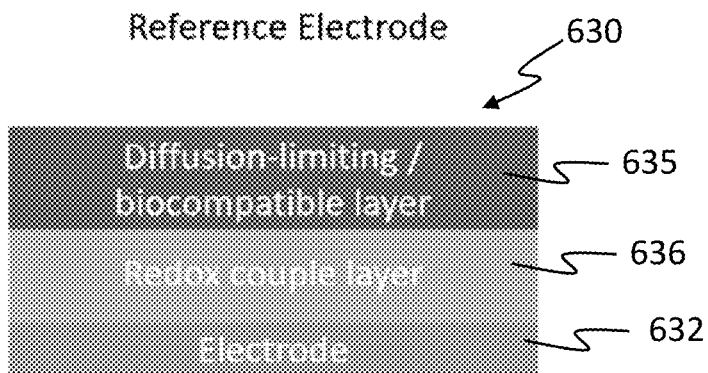 Reference Electrode
630
Diffusion-limiting /
biocompatible layer
635
Redox couple layer
636
Electrode
632